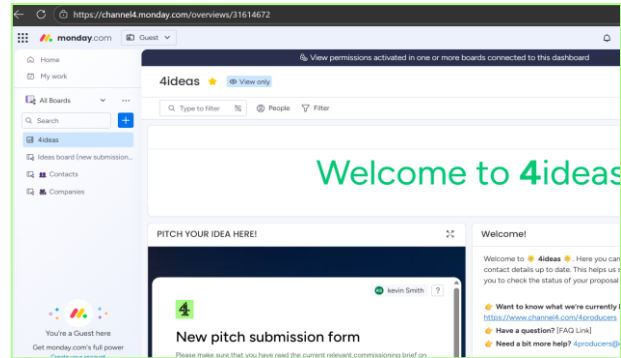 https://channel4.monday.com/overviews/31614672
monday.com
Guest
Home
My work
All Boards
Search
4ideas
Ideas board (new submission...
Contacts
Companies
You're a Guest here
Get monday.com's full power
Create your account
View permissions activated in one or more boards connected to this dashboard
4ideas
View only
Type to filter
People
Filter
Welcome to 4ideas
PITCH YOUR IDEA HERE!
kevin Smith
?
4
New pitch submission form
Please make sure that you have read the current relevant commissioning brief on
Welcome!
Welcome to 4ideas . Here you can
contact details up to date. This helps us
you to check the status of your proposal
Want to know what we're currently
https://www.channel4.com/4producers
Have a question? [FAQ Link]
Need a bit more help? 4producers@